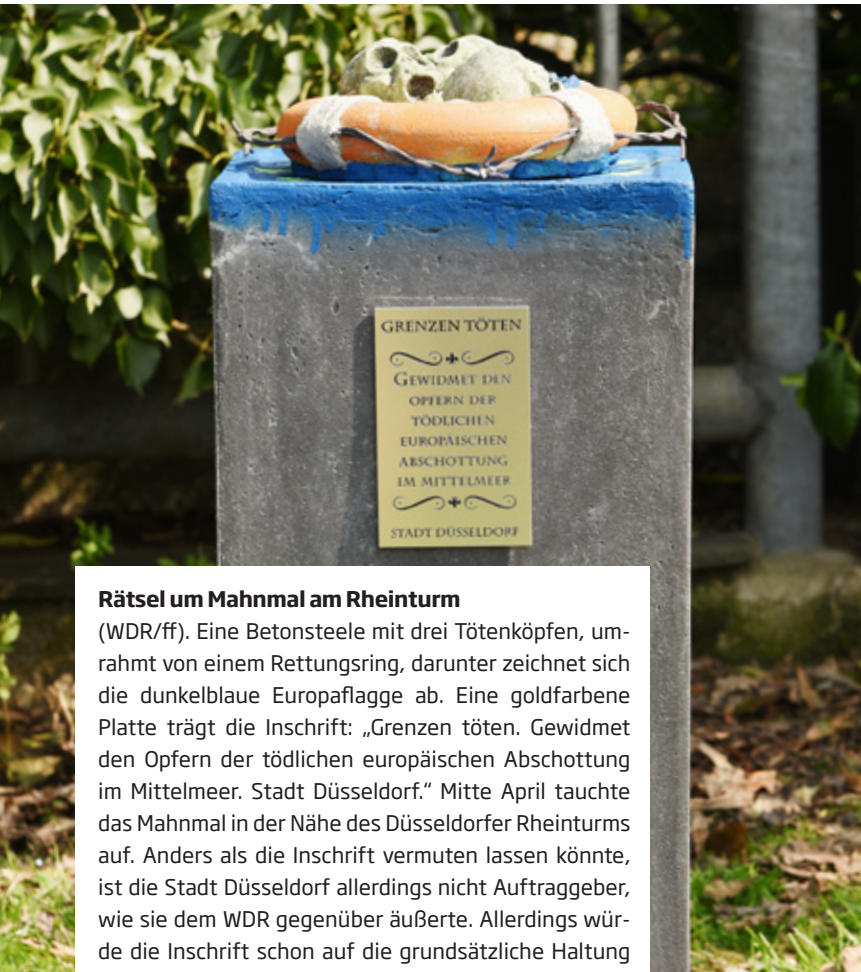 GRENZEN TÖTEN
GEWIDMET DEN
OPFERN DER
TÖDLICHEN
EUROPÄISCHEN
ABSCHOTTUNG
IM MITTELMEER
STADT DÜSSELDORF
Rätsel um Mahnmal am Rheinturm
(WDR/ff). Eine Betonsteele mit drei Tötenköpfen, um-
rahmt von einem Rettungsring, darunter zeichnet sich
die dunkelblaue Europaflagge ab. Eine goldfarbene
Platte trägt die Inschrift: „Grenzen töten. Gewidmet
den Opfern der tödlichen europäischen Abschottung
im Mittelmeer. Stadt Düsseldorf.“ Mitte April tauchte
das Mahnmal in der Nähe des Düsseldorfer Rheinturms
auf. Anders als die Inschrift vermuten lassen könnte,
ist die Stadt Düsseldorf allerdings nicht Auftraggeber,
wie sie dem WDR gegenüber äußerte. Allerdings wür-
de die Inschrift schon auf die grundsätzliche Haltung